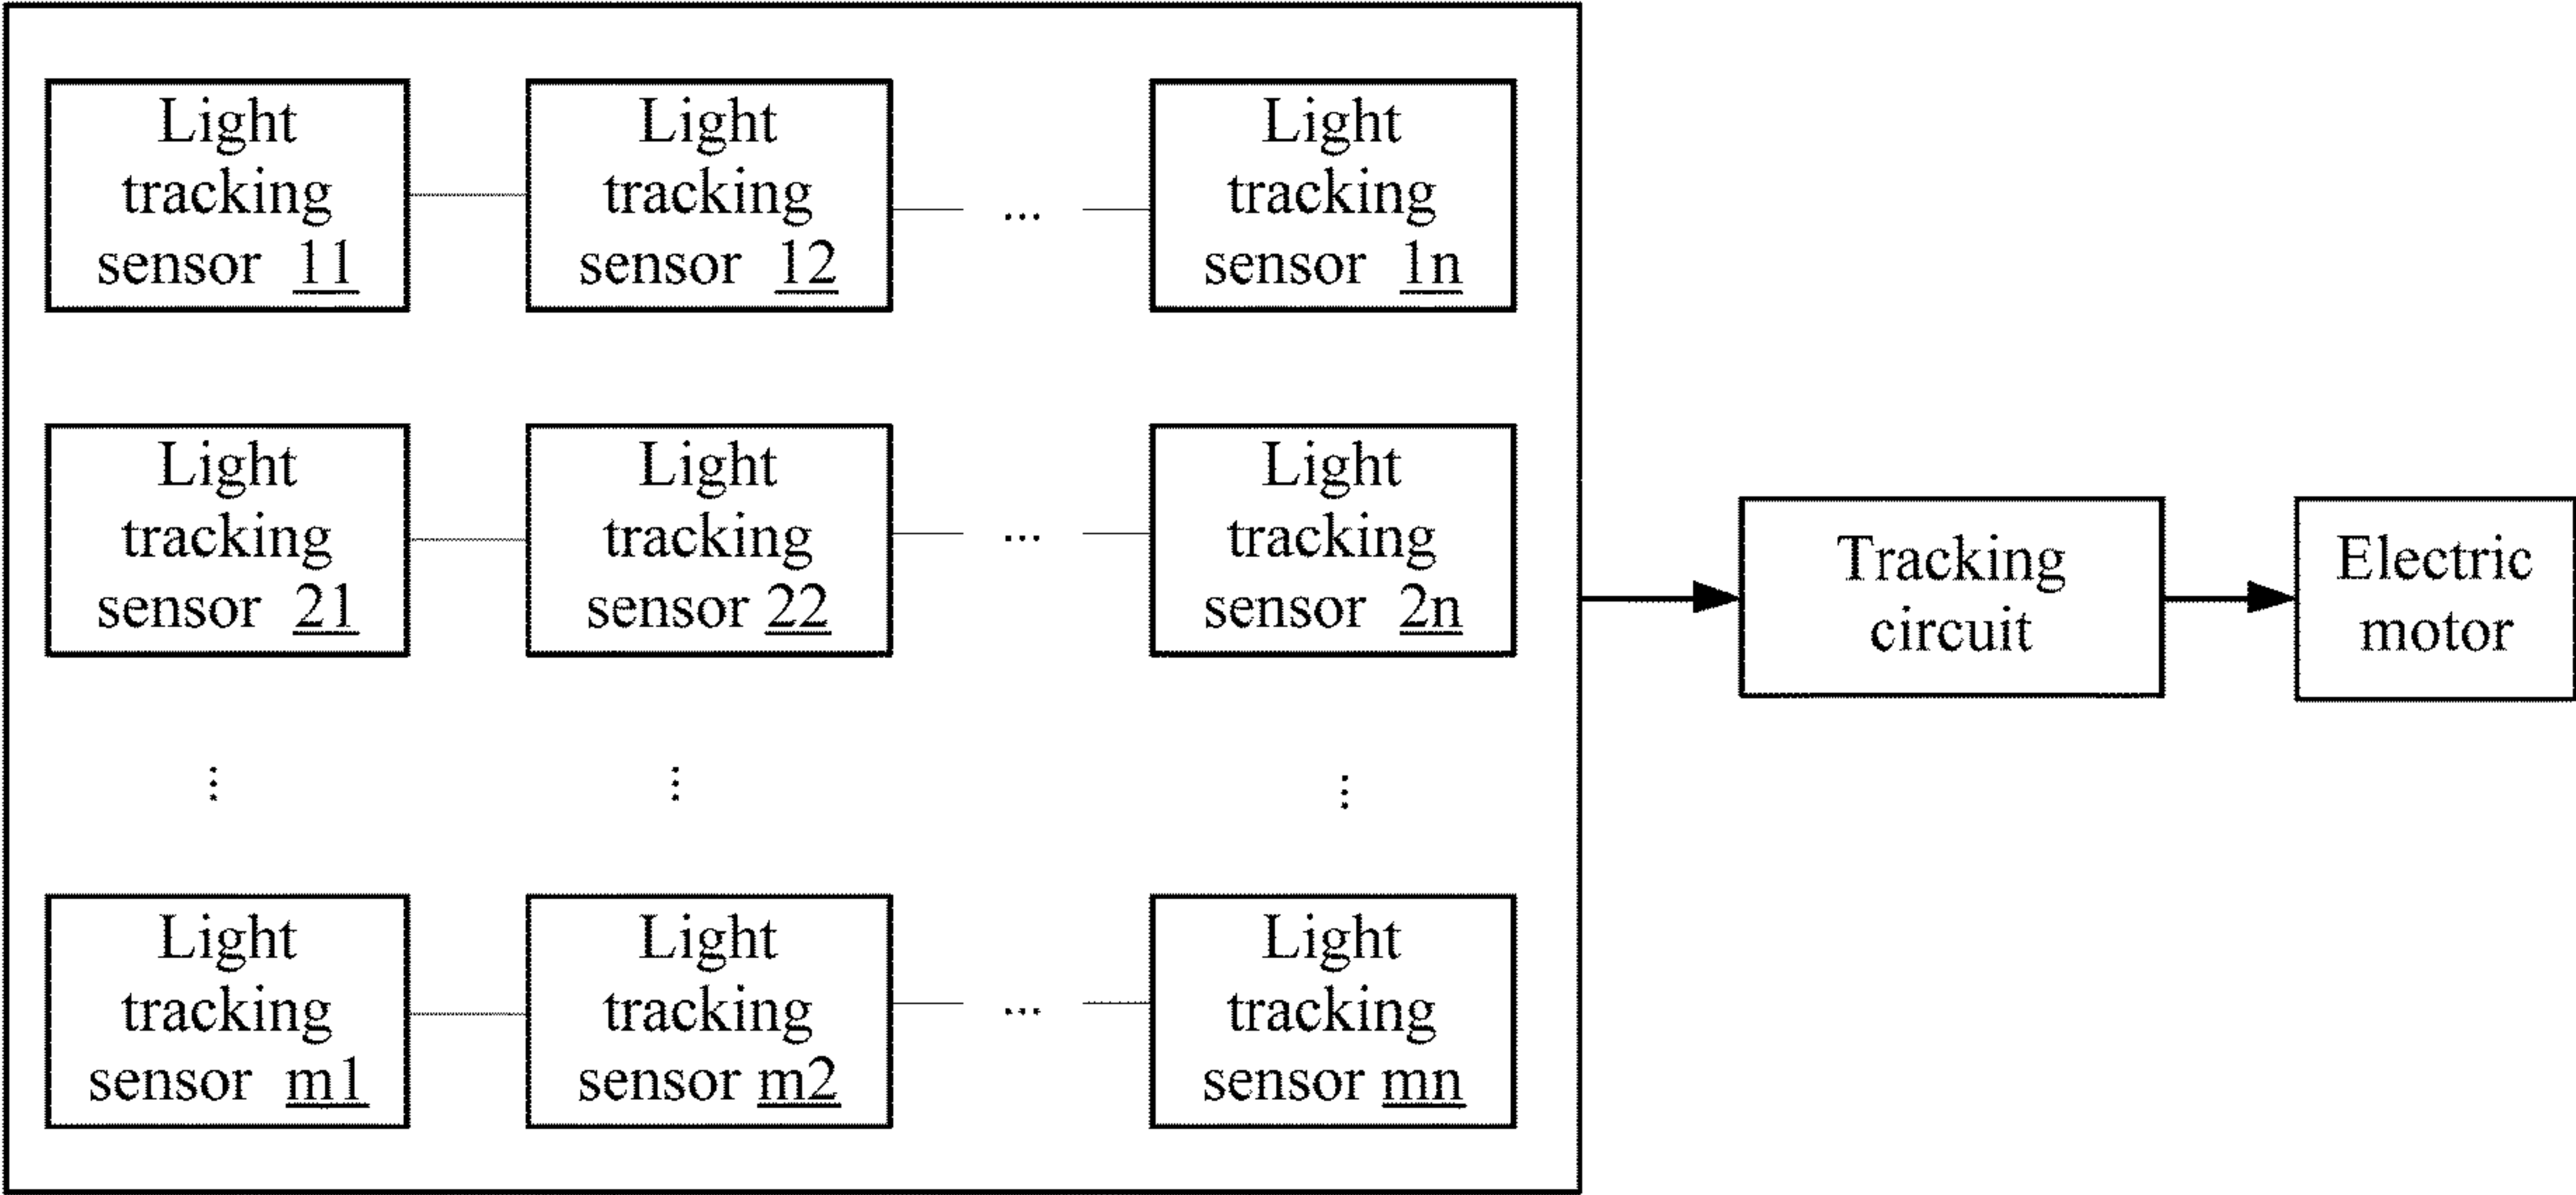 Light
tracking
sensor 11
Light
tracking
sensor 12
...
Light
tracking
sensor 1n
Light
tracking
sensor 21
Light
tracking
sensor 22
...
Light
tracking
sensor 2n
Tracking
circuit
Electric
motor
Light
tracking
sensor m1
Light
tracking
sensor m2
...
Light
tracking
sensor mn